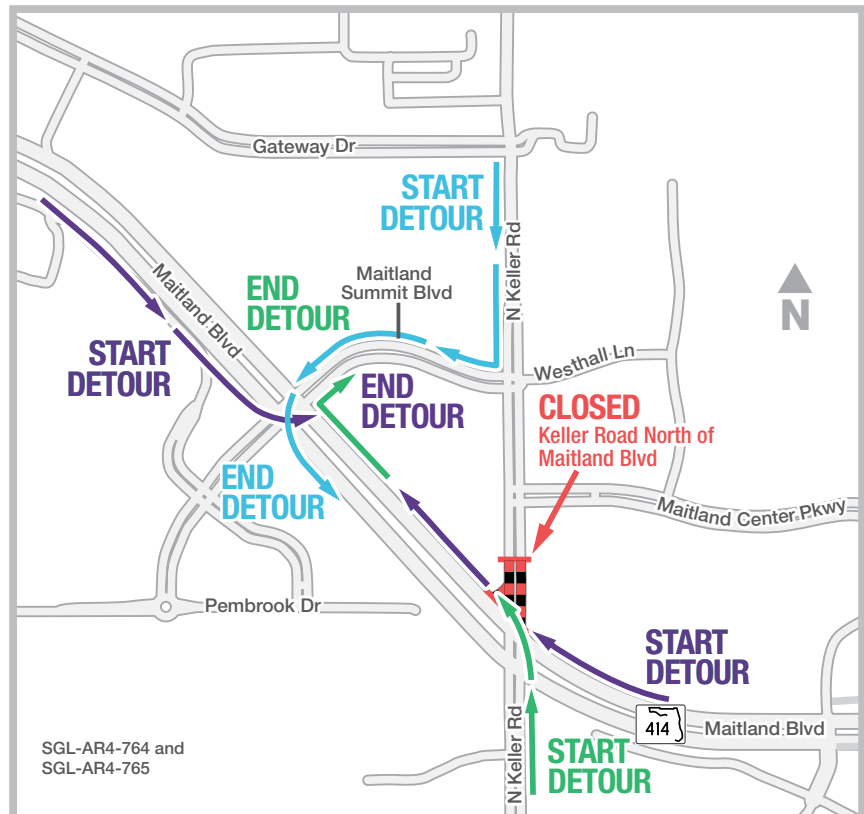 Gateway Dr
START
DETOUR
N Keller Rd
Maitland
Summit Blvd
END
DETOUR
Maitland Blvd
N
START
DETOUR
Westhall Ln
END
DETOUR
CLOSED
Keller Road North of
Maitland Blvd
END
DETOUR
Maitland Center Pkwy
Pembrook Dr
START
DETOUR
414
Maitland Blvd
N Keller Rd
START
DETOUR
SGL-AR4-764 and
SGL-AR4-765